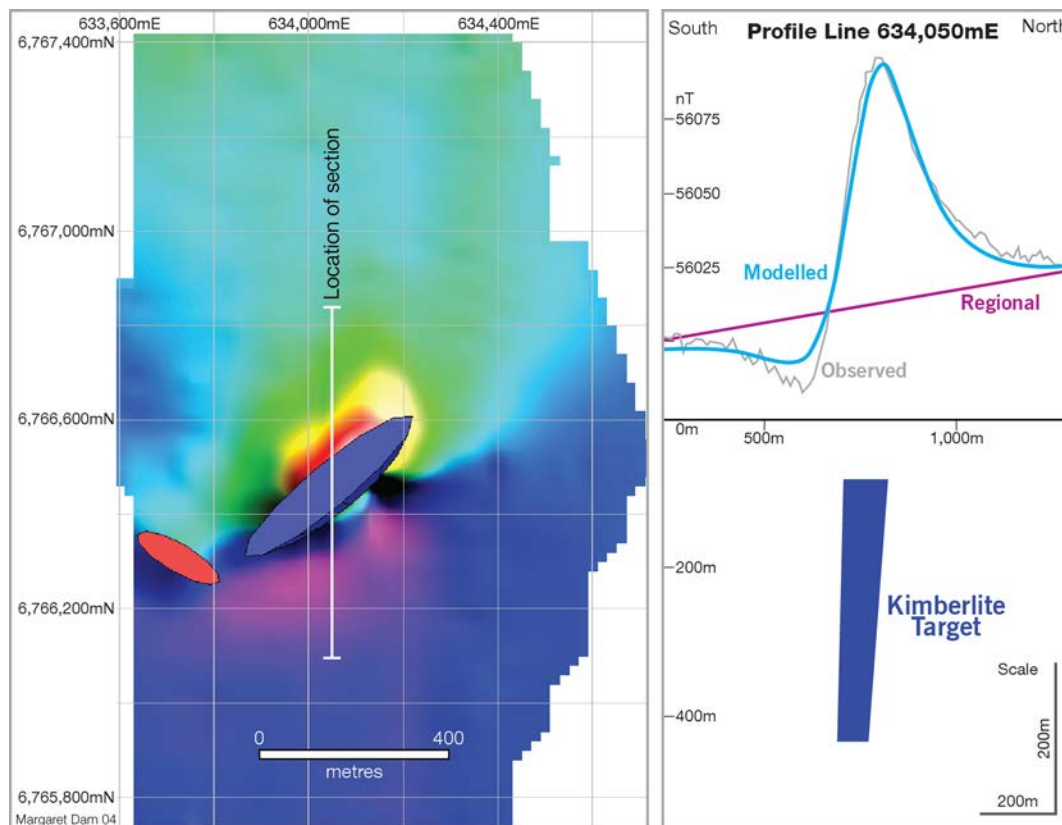 633,600mE 634,000mE 634,400mE
6,767,400mN
6,767,000mN
6,766,600mN
6,766,200mN
6,765,800mN
Location of section
0 400
metres
Margaret Dam 04
South Profile Line 634,050mE North
nT
56075
56050
56025
Modelled
Regional
Observed
0m 500m 1,000m
200m
400m
Kimberlite
Target
Scale
200m
200m